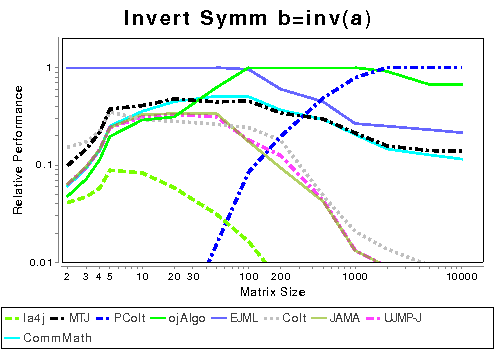 Invert Symm b=inv(a)
Relative Performance
1
0.1
0.01
2 3 4 5 10 20 30 100 200 1000 2000 10000
Matrix Size
la4j MTJ PColt ojAlgo EJML Colt JAMA UJMP-J
CommMath